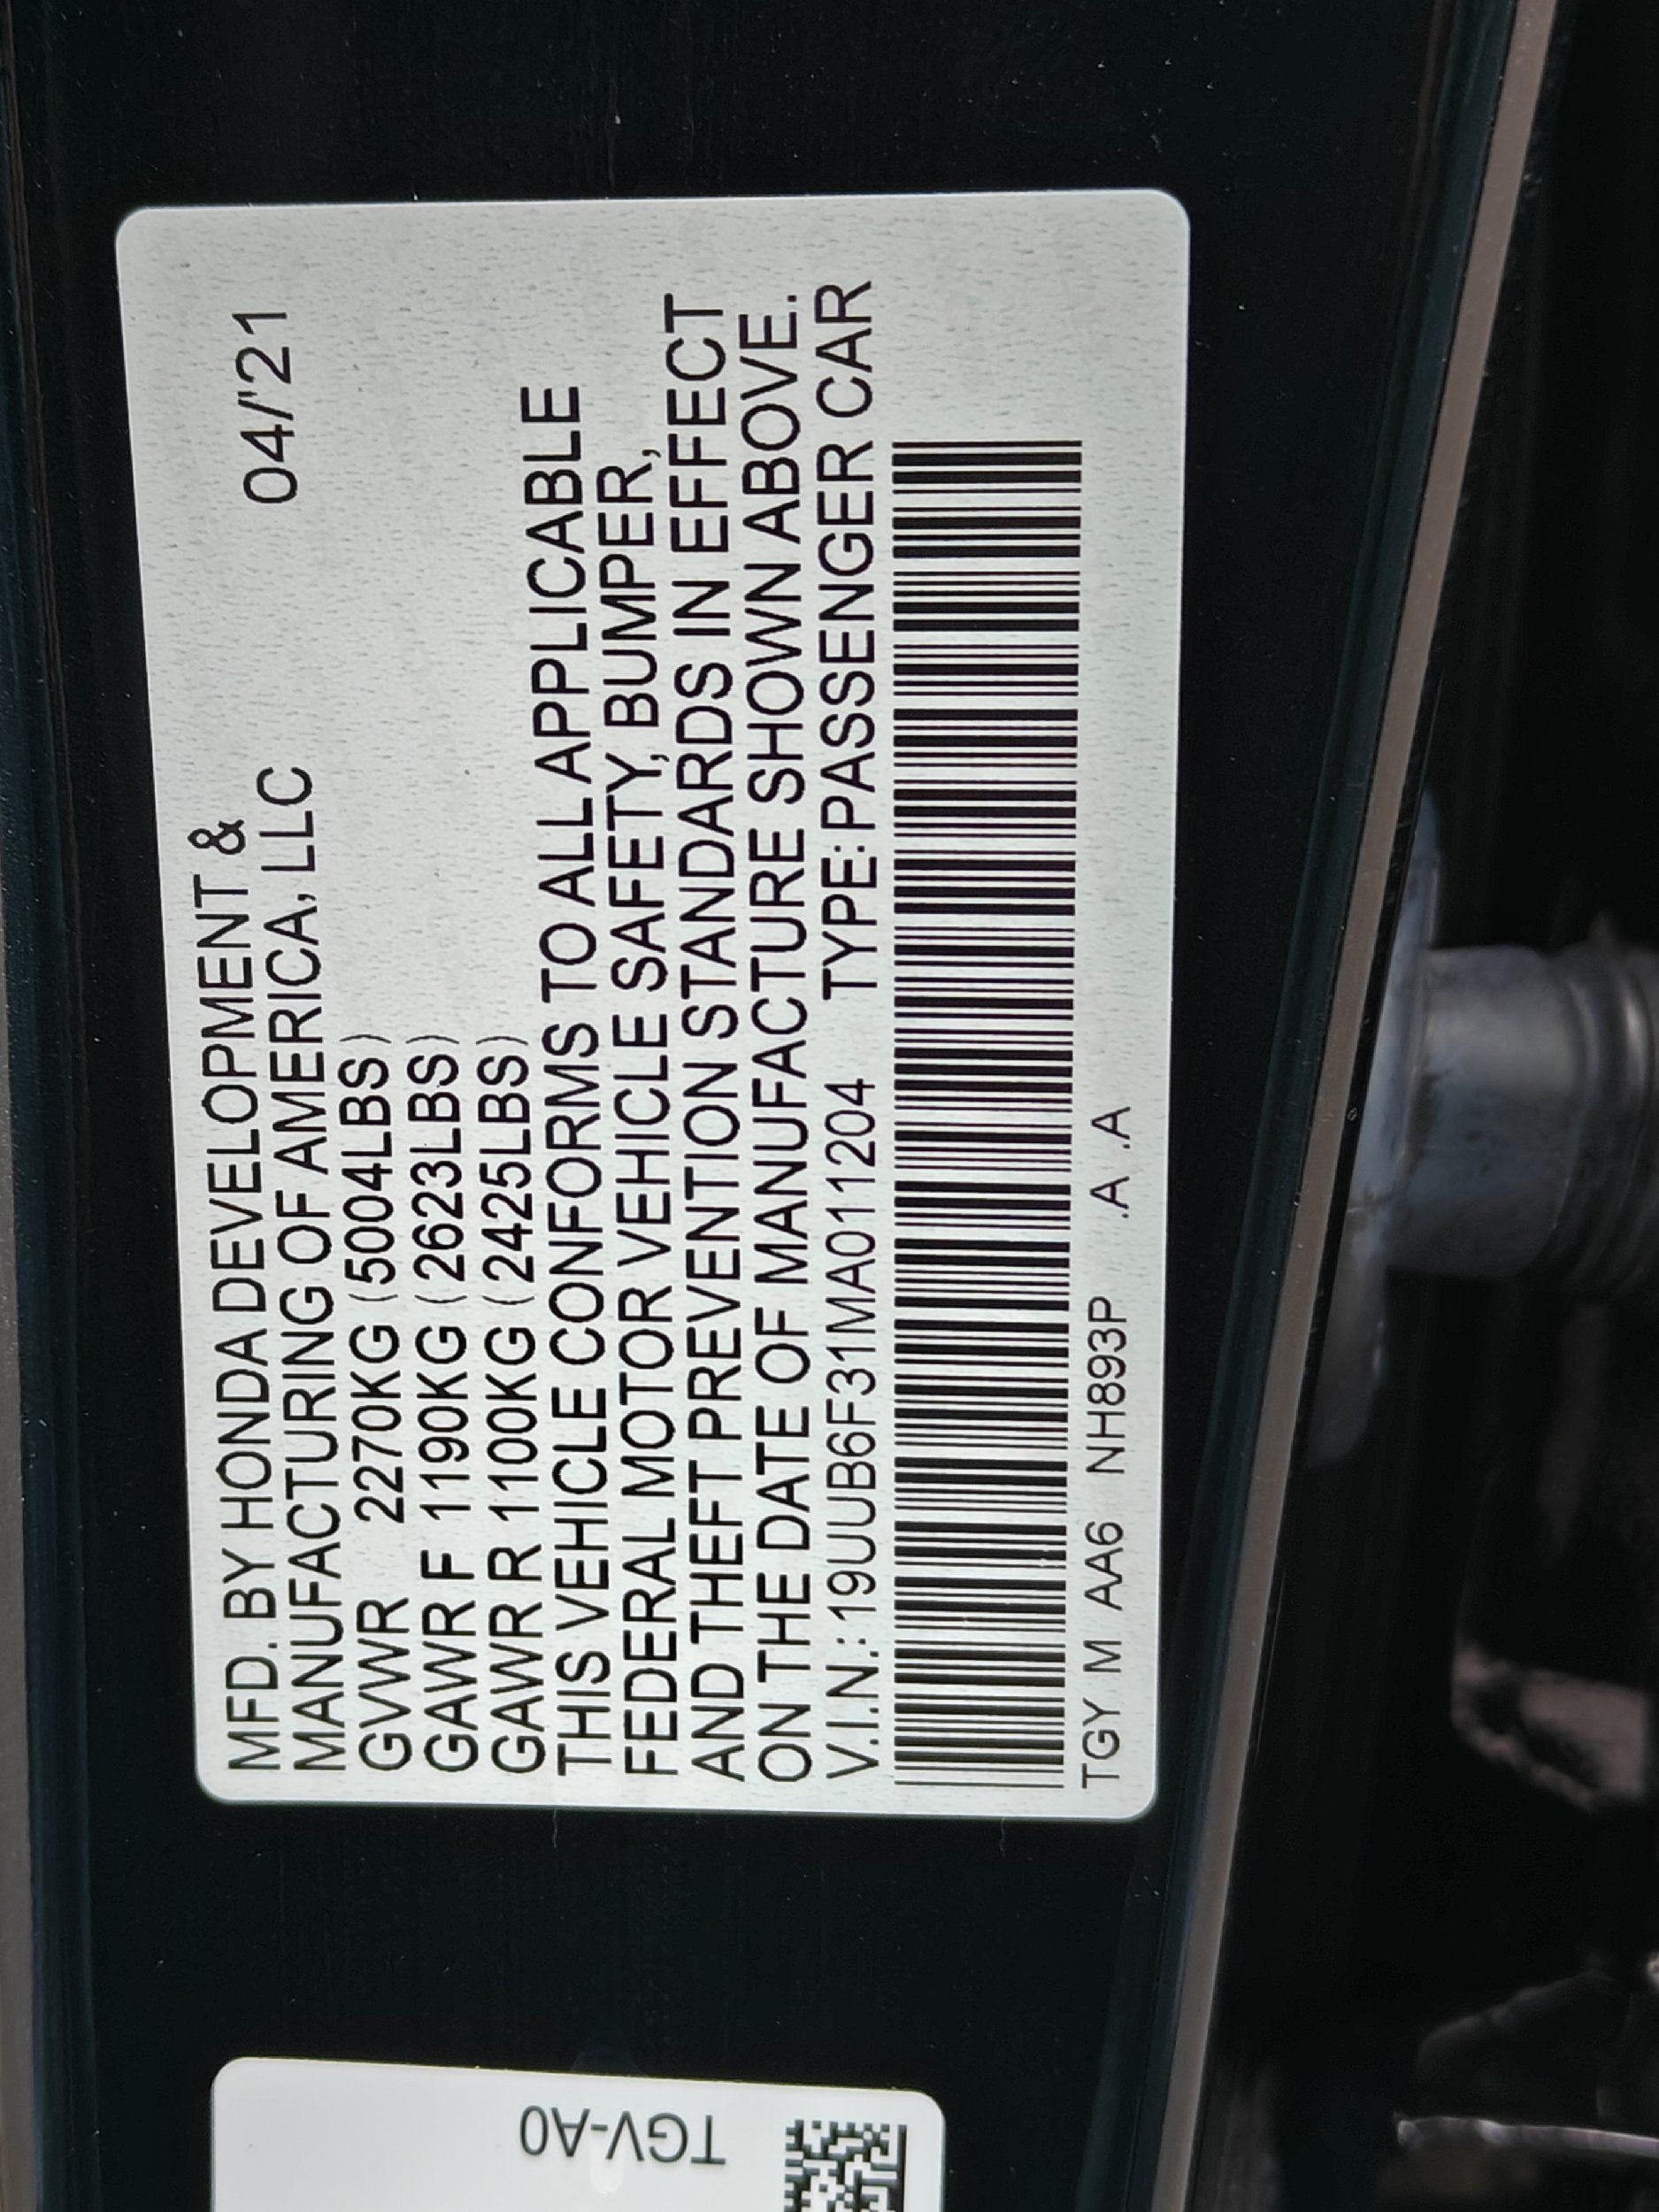 MFD. BY HONDA DEVELOPMENT &
MANUFACTURING OF AMERICA, LLC 04/'21
GVWR 2270KG (5004LBS)
GAWR F 1190KG (2623LBS)
GAWR R 1100KG (2425LBS)
THIS VEHICLE CONFORMS TO ALL APPLICABLE
FEDERAL MOTOR VEHICLE SAFETY, BUMPER,
AND THEFT PREVENTION STANDARDS IN EFFECT
ON THE DATE OF MANUFACTURE SHOWN ABOVE.
V.I.N.: 19UUB6F31MA011204 TYPE: PASSENGER CAR
TGY M AA6 NH893P .A .A
TGV-A0